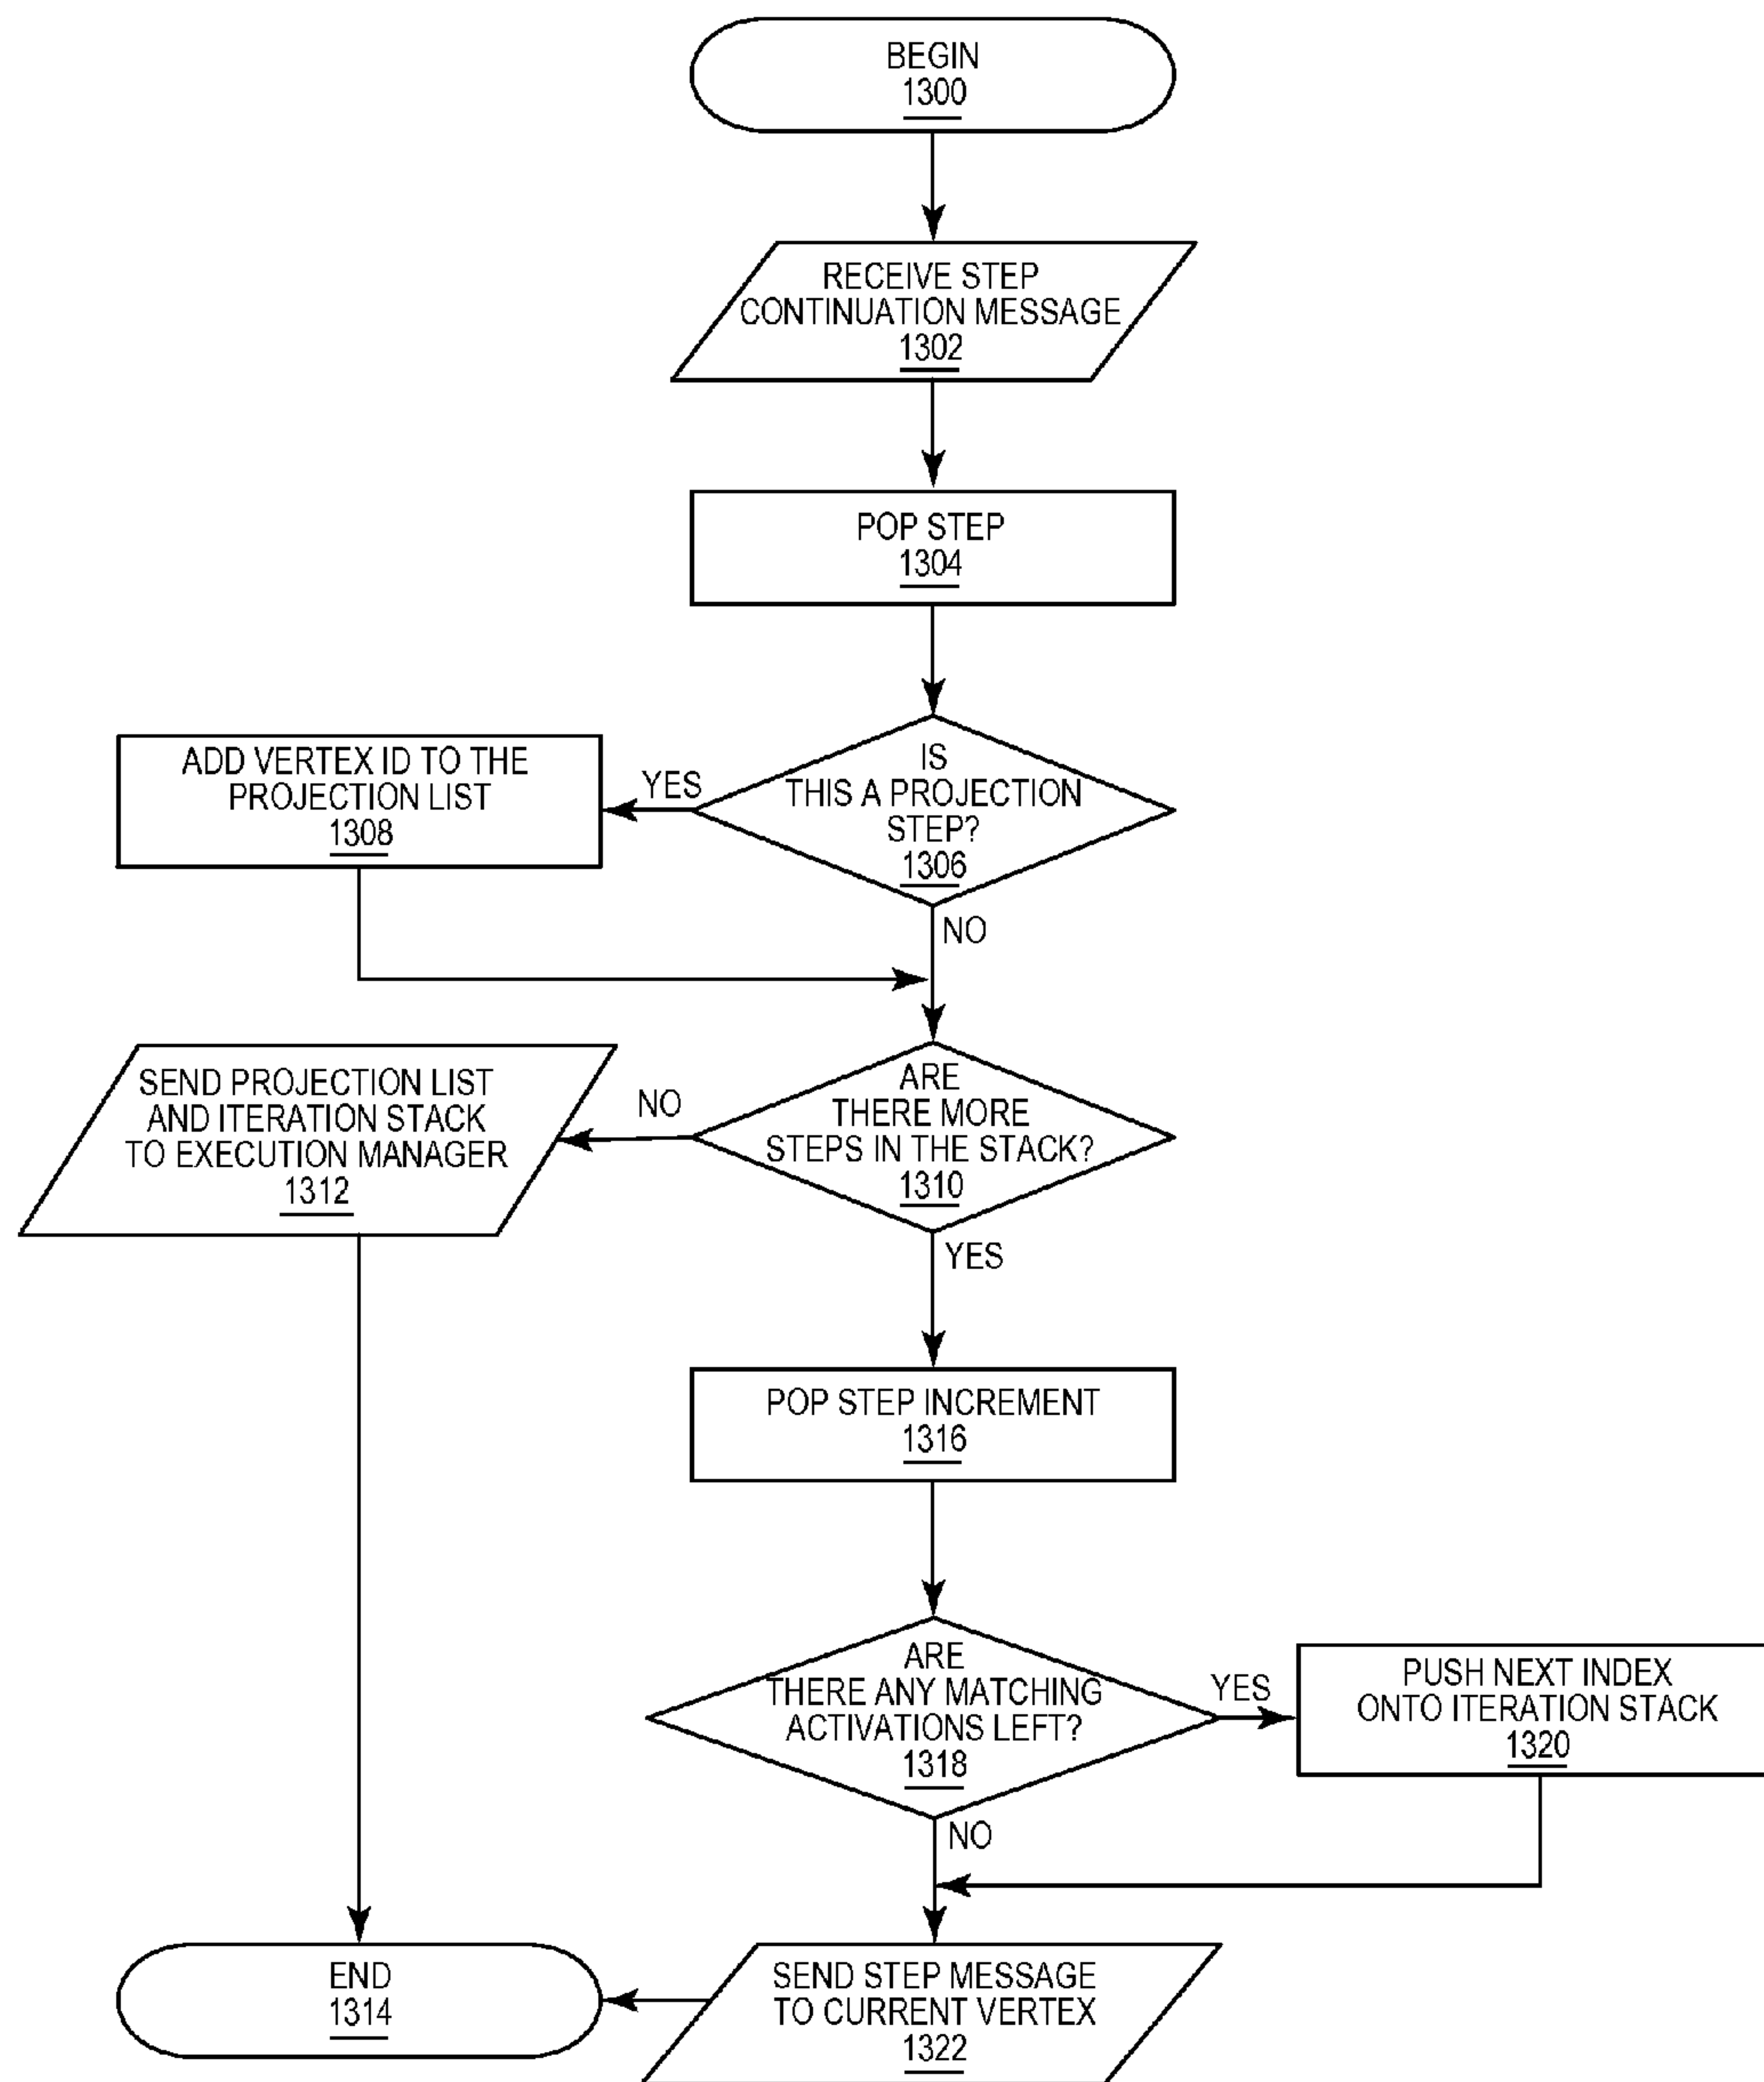 BEGIN
1300
RECEIVE STEP
CONTINUATION MESSAGE
1302
POP STEP
1304
IS
THIS A PROJECTION
STEP?
1306
YES
ADD VERTEX ID TO THE
PROJECTION LIST
1308
NO
ARE
THERE MORE
STEPS IN THE STACK?
1310
NO
SEND PROJECTION LIST
AND ITERATION STACK
TO EXECUTION MANAGER
1312
YES
POP STEP INCREMENT
1316
ARE
THERE ANY MATCHING
ACTIVATIONS LEFT?
1318
YES
PUSH NEXT INDEX
ONTO ITERATION STACK
1320
NO
SEND STEP MESSAGE
TO CURRENT VERTEX
1322
END
1314